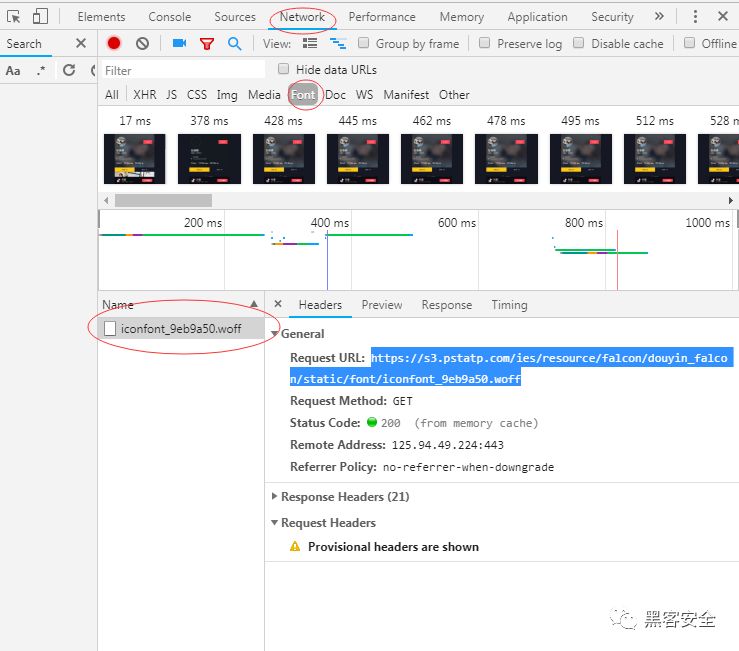 Elements Console Sources Network Performance Memory Application Security »
Search View: Group by frame Preserve log Disable cache Offline
Aa .* Filter Hide data URLs
All XHR JS CSS Img Media Font Doc WS Manifest Other
17 ms 378 ms 428 ms 445 ms 462 ms 478 ms 495 ms 512 ms 528 m
200 ms 400 ms 600 ms 800 ms 1000 ms
Name × Headers Preview Response Timing
iconfont_9eb9a50.woff
General
Request URL: https://s3.pstatp.com/ies/resource/falcon/douyin_falco
n/static/font/iconfont_9eb9a50.woff
Request Method: GET
Status Code: 200 (from memory cache)
Remote Address: 125.94.49.224:443
Referrer Policy: no-referrer-when-downgrade
Response Headers (21)
Request Headers
Provisional headers are shown
黑客安全